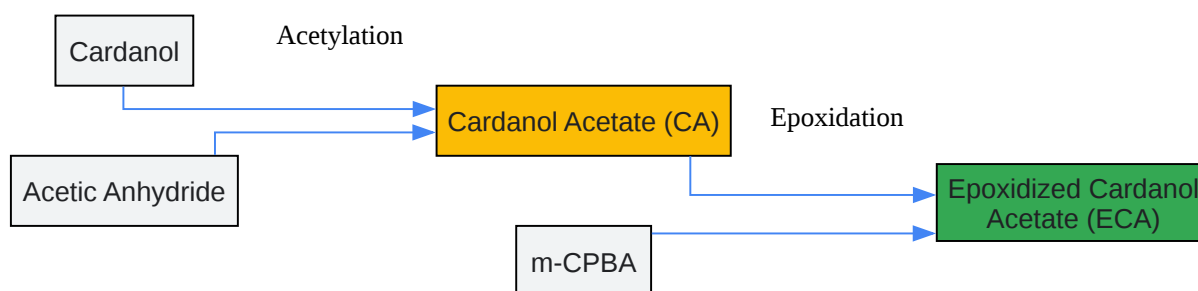 Cardanol
Acetylation
Cardanol Acetate (CA)
Epoxidation
Acetic Anhydride
Epoxidized Cardanol
Acetate (ECA)
m-CPBA